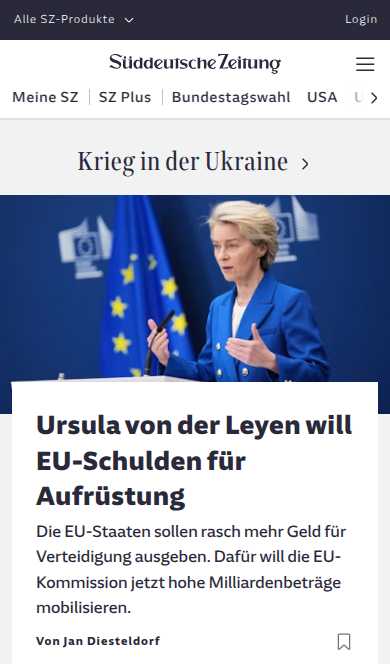 Alle SZ-Produkte
Login
Süddeutsche Zeitung
Meine SZ
SZ Plus
Bundestagswahl
USA
Krieg in der Ukraine
Ursula von der Leyen will
EU-Schulden für
Aufrüstung
Die EU-Staaten sollen rasch mehr Geld für
Verteidigung ausgeben. Dafür will die EU-
Kommission jetzt hohe Milliardenbeträge
mobilisieren.
Von Jan Diesteldorf